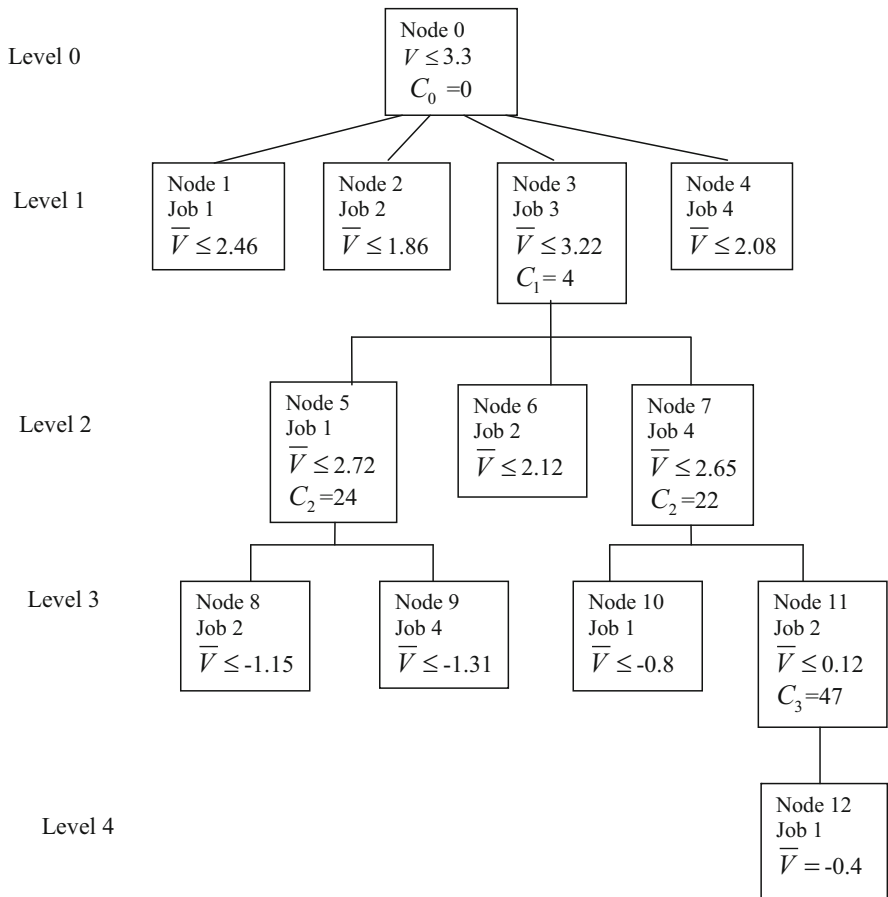 Level 0
Node 0
V ≤ 3.3
C₀ =0
Level 1
Node 1
Job 1
V̅ ≤ 2.46
Node 2
Job 2
V̅ ≤ 1.86
Node 3
Job 3
V̅ ≤ 3.22
C₁= 4
Node 4
Job 4
V̅ ≤ 2.08
Level 2
Node 5
Job 1
V̅ ≤ 2.72
C₂=24
Node 6
Job 2
V̅ ≤ 2.12
Node 7
Job 4
V̅ ≤ 2.65
C₂=22
Level 3
Node 8
Job 2
V̅ ≤ -1.15
Node 9
Job 4
V̅ ≤ -1.31
Node 10
Job 1
V̅ ≤ -0.8
Node 11
Job 2
V̅ ≤ 0.12
C₃=47
Level 4
Node 12
Job 1
V̅ = -0.4